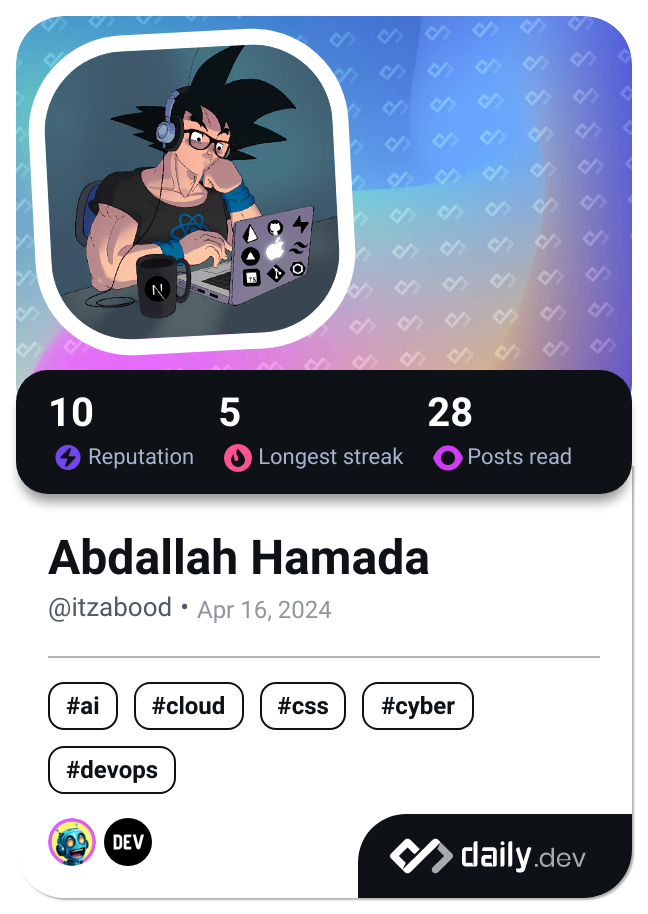 N
TS
10
5
28
Reputation
Longest streak
Posts read
Abdallah Hamada
@itzabood • Apr 16, 2024
#ai
#cloud
#css
#cyber
#devops
DEV
daily.dev